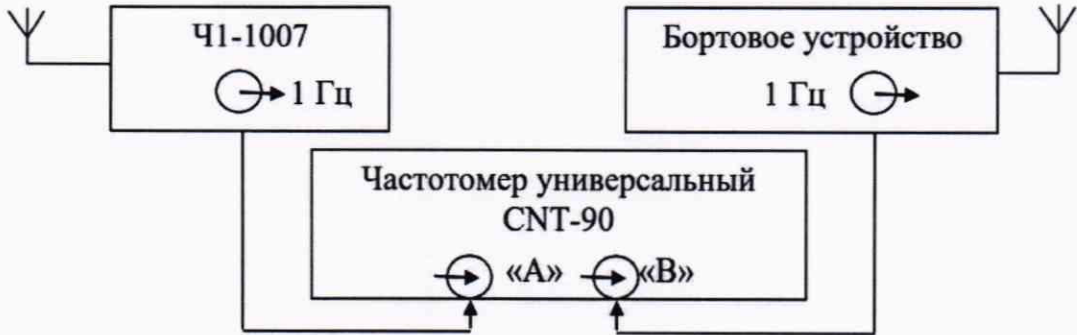 Ч1-1007
1 Гц
Бортовое устройство
1 Гц
Частотомер универсальный
CNT-90
«А»
«В»